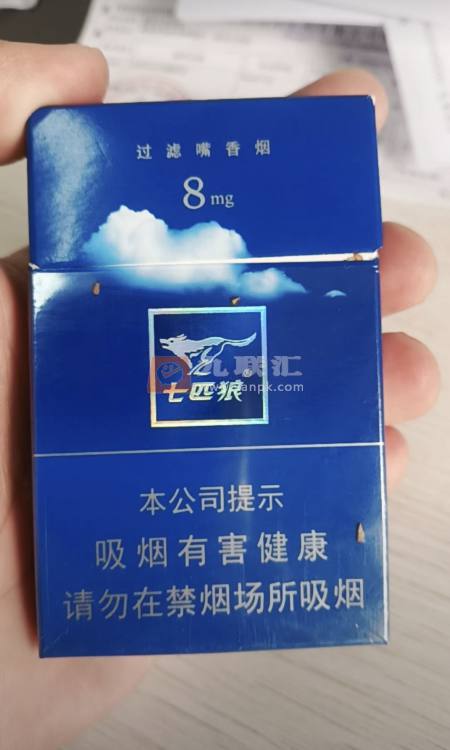 过滤嘴香烟
8mg
七匹狼®
本公司提示
吸烟有害健康
请勿在禁烟场所吸烟